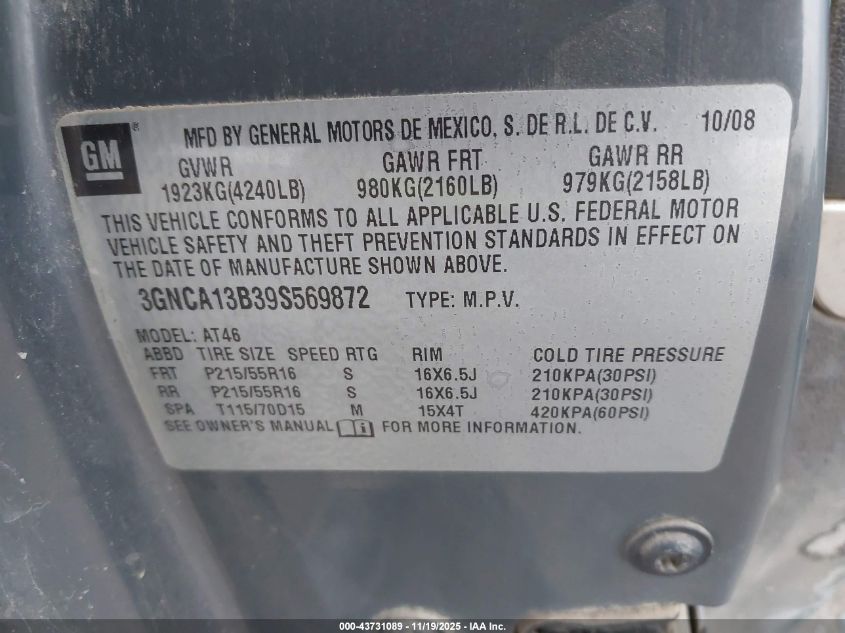 GM
MFD BY GENERAL MOTORS DE MEXICO, S. DE R.L. DE C.V. 10/08
GVWR GAWR FRT GAWR RR
1923KG(4240LB) 980KG(2160LB) 979KG(2158LB)
THIS VEHICLE CONFORMS TO ALL APPLICABLE U.S. FEDERAL MOTOR
VEHICLE SAFETY AND THEFT PREVENTION STANDARDS IN EFFECT ON
THE DATE OF MANUFACTURE SHOWN ABOVE.
3GNCA13B39S569872 TYPE: M.P.V.
MODEL: AT46
ABBD TIRE SIZE SPEED RTG RIM COLD TIRE PRESSURE
FRT P215/55R16 S 16X6.5J 210KPA(30PSI)
RR P215/55R16 S 16X6.5J 210KPA(30PSI)
SPA T115/70D15 M 15X4T 420KPA(60PSI)
SEE OWNER'S MANUAL i FOR MORE INFORMATION.
000-43731089 - 11/19/2025 - IAA Inc.